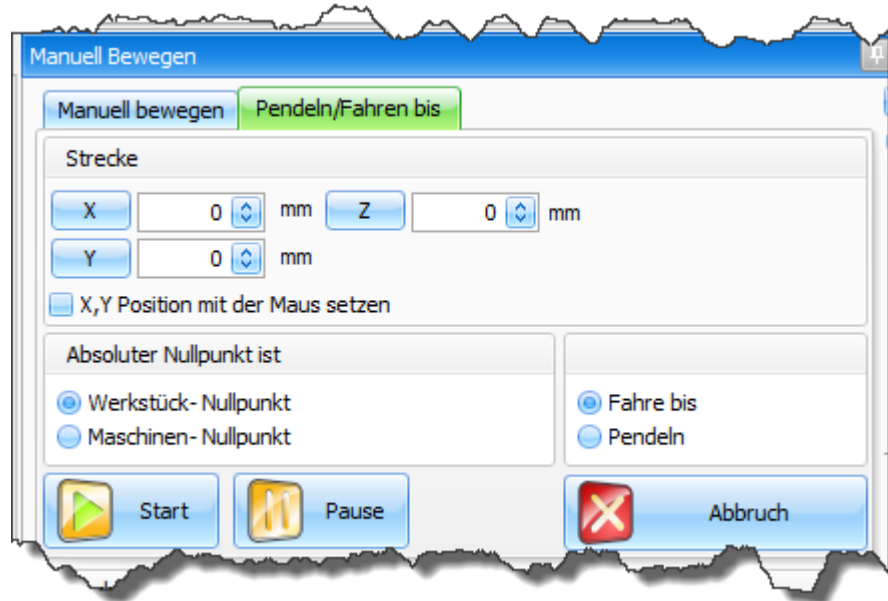 Manuell Bewegen
Manuell bewegen Pendeln/Fahren bis
Strecke
X 0 mm Z 0 mm
Y 0 mm
X,Y Position mit der Maus setzen
Absoluter Nullpunkt ist
Werkstück- Nullpunkt Fahre bis
Maschinen- Nullpunkt Pendeln
Start Pause Abbruch